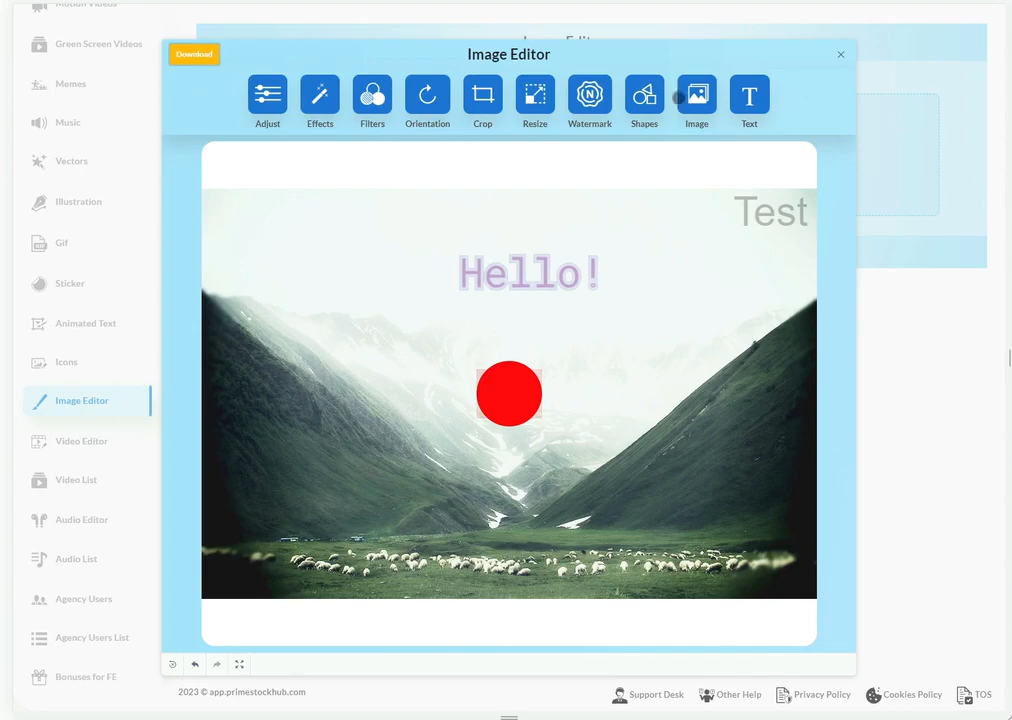 Green Screen Videos
Memes
Music
Vectors
Illustration
Gif
Sticker
Animated Text
Icons
Image Editor
Video Editor
Video List
Audio Editor
Audio List
Agency Users
Agency Users List
Bonuses for FE
Download
Image Editor
×
Adjust
Effects
Filters
Orientation
Crop
Resize
N
Watermark
Shapes
Image
T
Text
Test
Hello!
2023 © app.primestockhub.com
Support Desk
Other Help
Privacy Policy
Cookies Policy
TOS